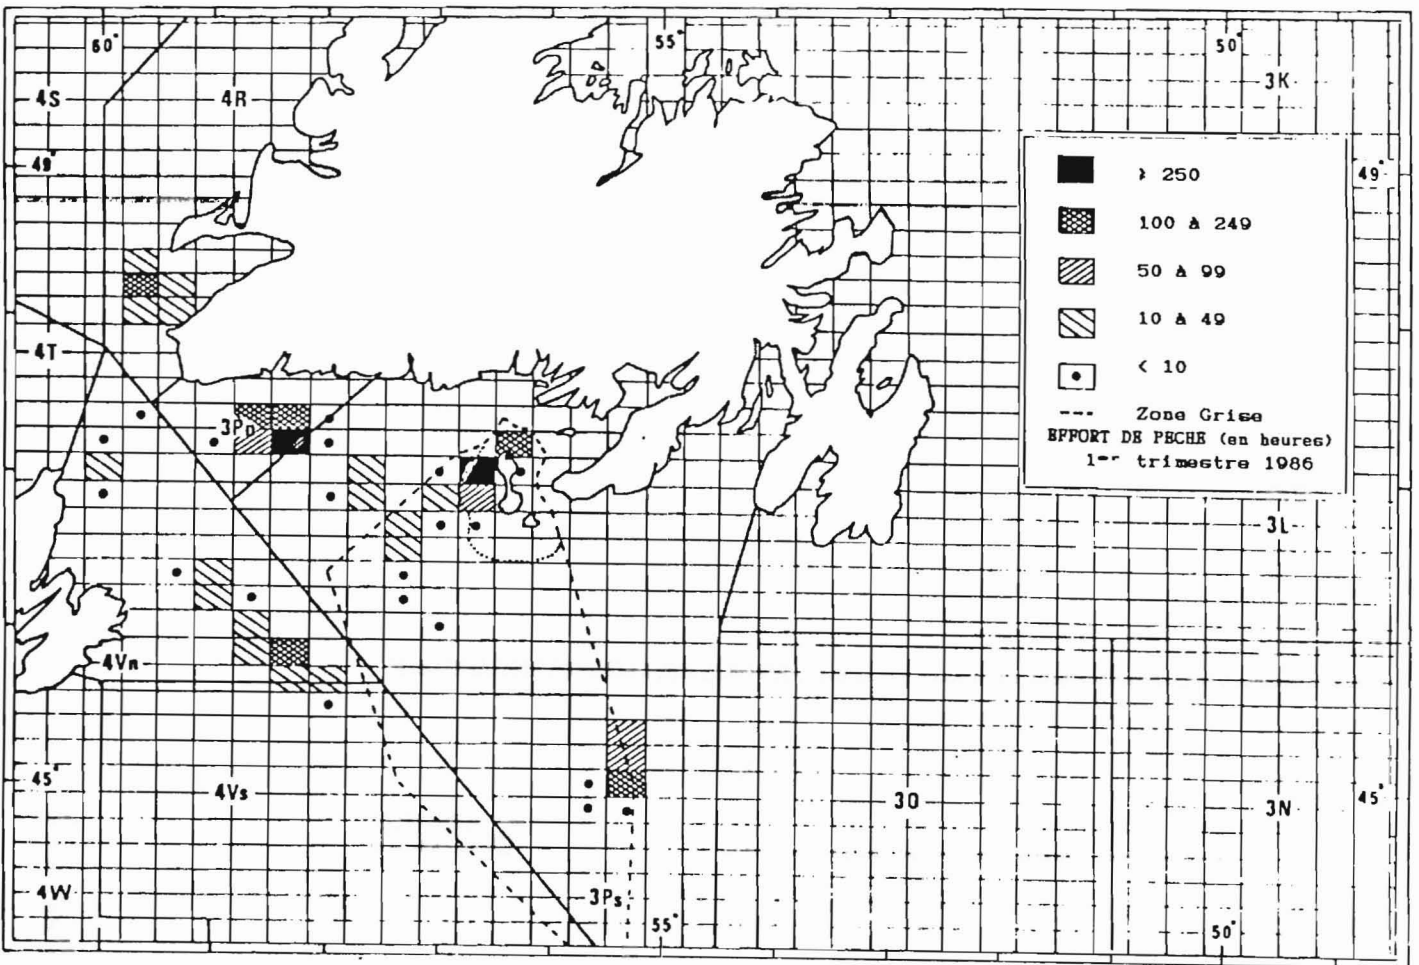 60°
55°
50°
4S
4R
3K
49°
49°
≥ 250
100 à 249
50 à 99
10 à 49
< 10
--- Zone Grise
EFFORT DE PECHE (en heures)
1er trimestre 1986
4T
3Pn
3L
4Vn
45°
4Vs
3O
3N
45°
4W
3Ps
55°
50°